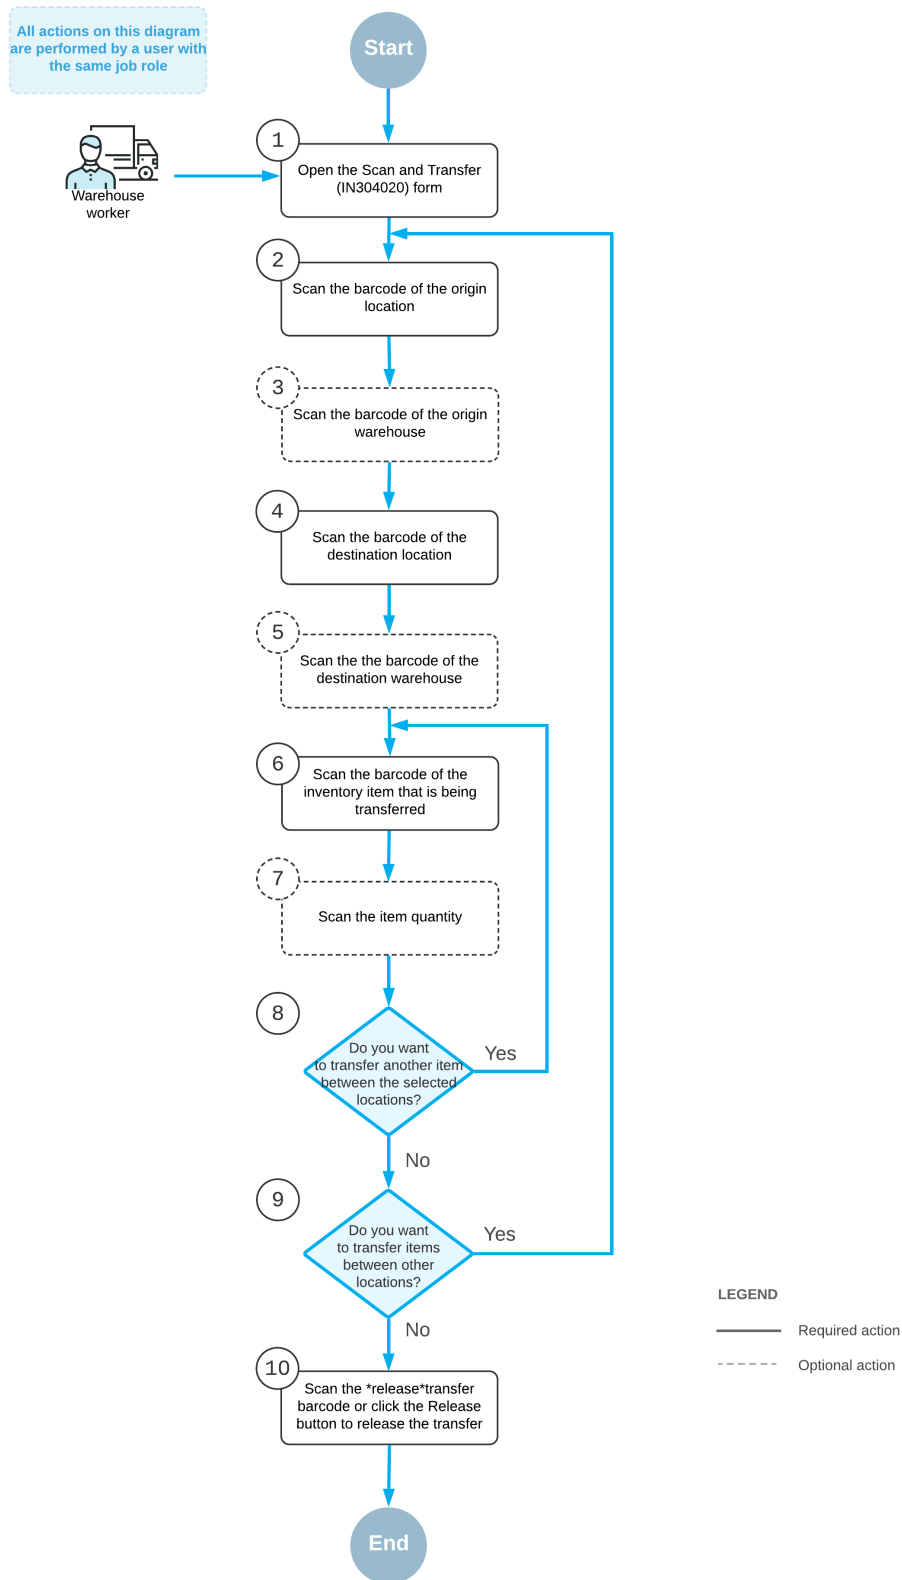 All actions on this diagram
are performed by a user with
the same job role
Start
Warehouse
worker
1
Open the Scan and Transfer
(IN304020) form
2
Scan the barcode of the origin
location
3
Scan the barcode of the origin
warehouse
4
Scan the barcode of the
destination location
5
Scan the the barcode of the
destination warehouse
6
Scan the barcode of the
inventory item that is being
transferred
7
Scan the item quantity
8
Do you want
to transfer another item
between the selected
locations?
Yes
No
9
Do you want
to transfer items
between other
locations?
Yes
No
10
Scan the *release*transfer
barcode or click the Release
button to release the transfer
End
LEGEND
Required action
Optional action